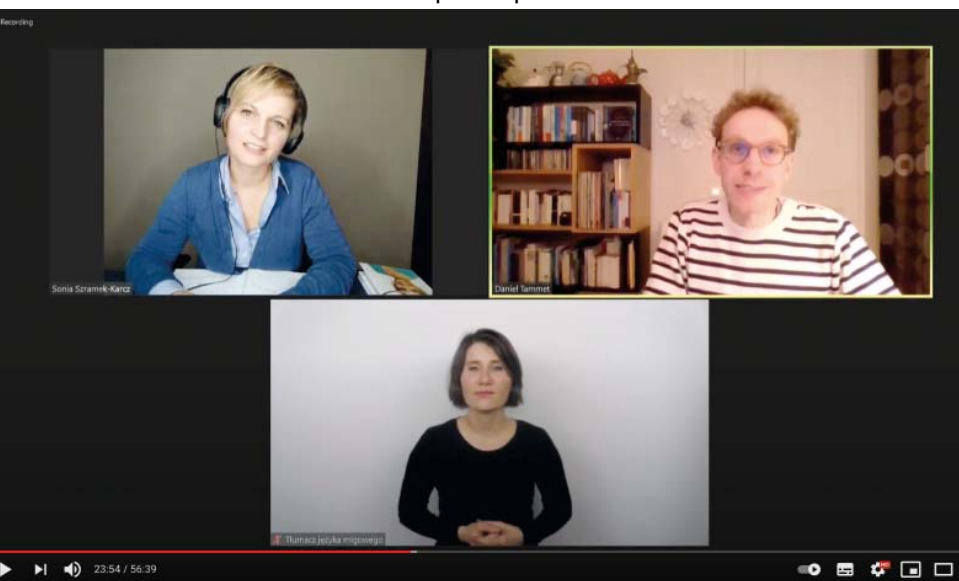 Recording
Sonia Szramek-Karcz
Daniel Tammet
Tłumacz języka migowego
23:54 / 56:39